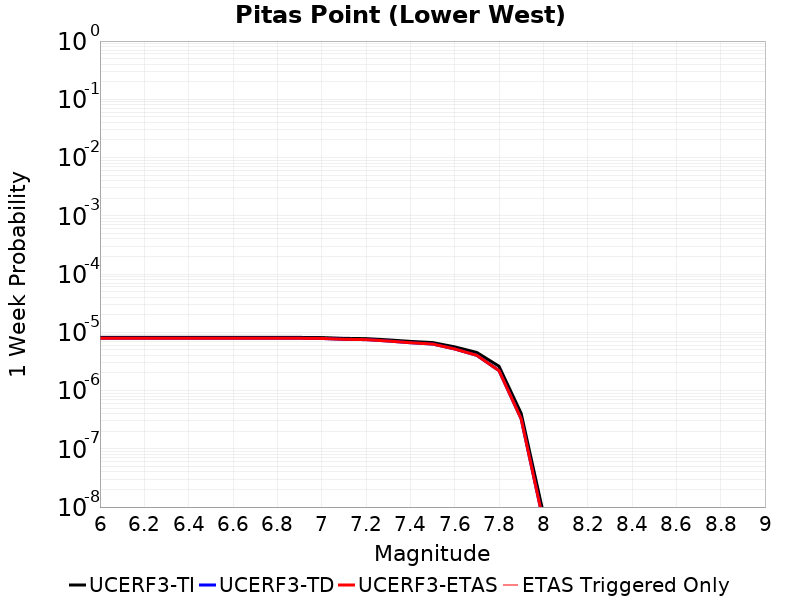 Pitas Point (Lower West)
1 Week Probability
10^0
10^-1
10^-2
10^-3
10^-4
10^-5
10^-6
10^-7
10^-8
6 6.2 6.4 6.6 6.8 7 7.2 7.4 7.6 7.8 8 8.2 8.4 8.6 8.8 9
Magnitude
UCERF3-TI UCERF3-TD UCERF3-ETAS ETAS Triggered Only